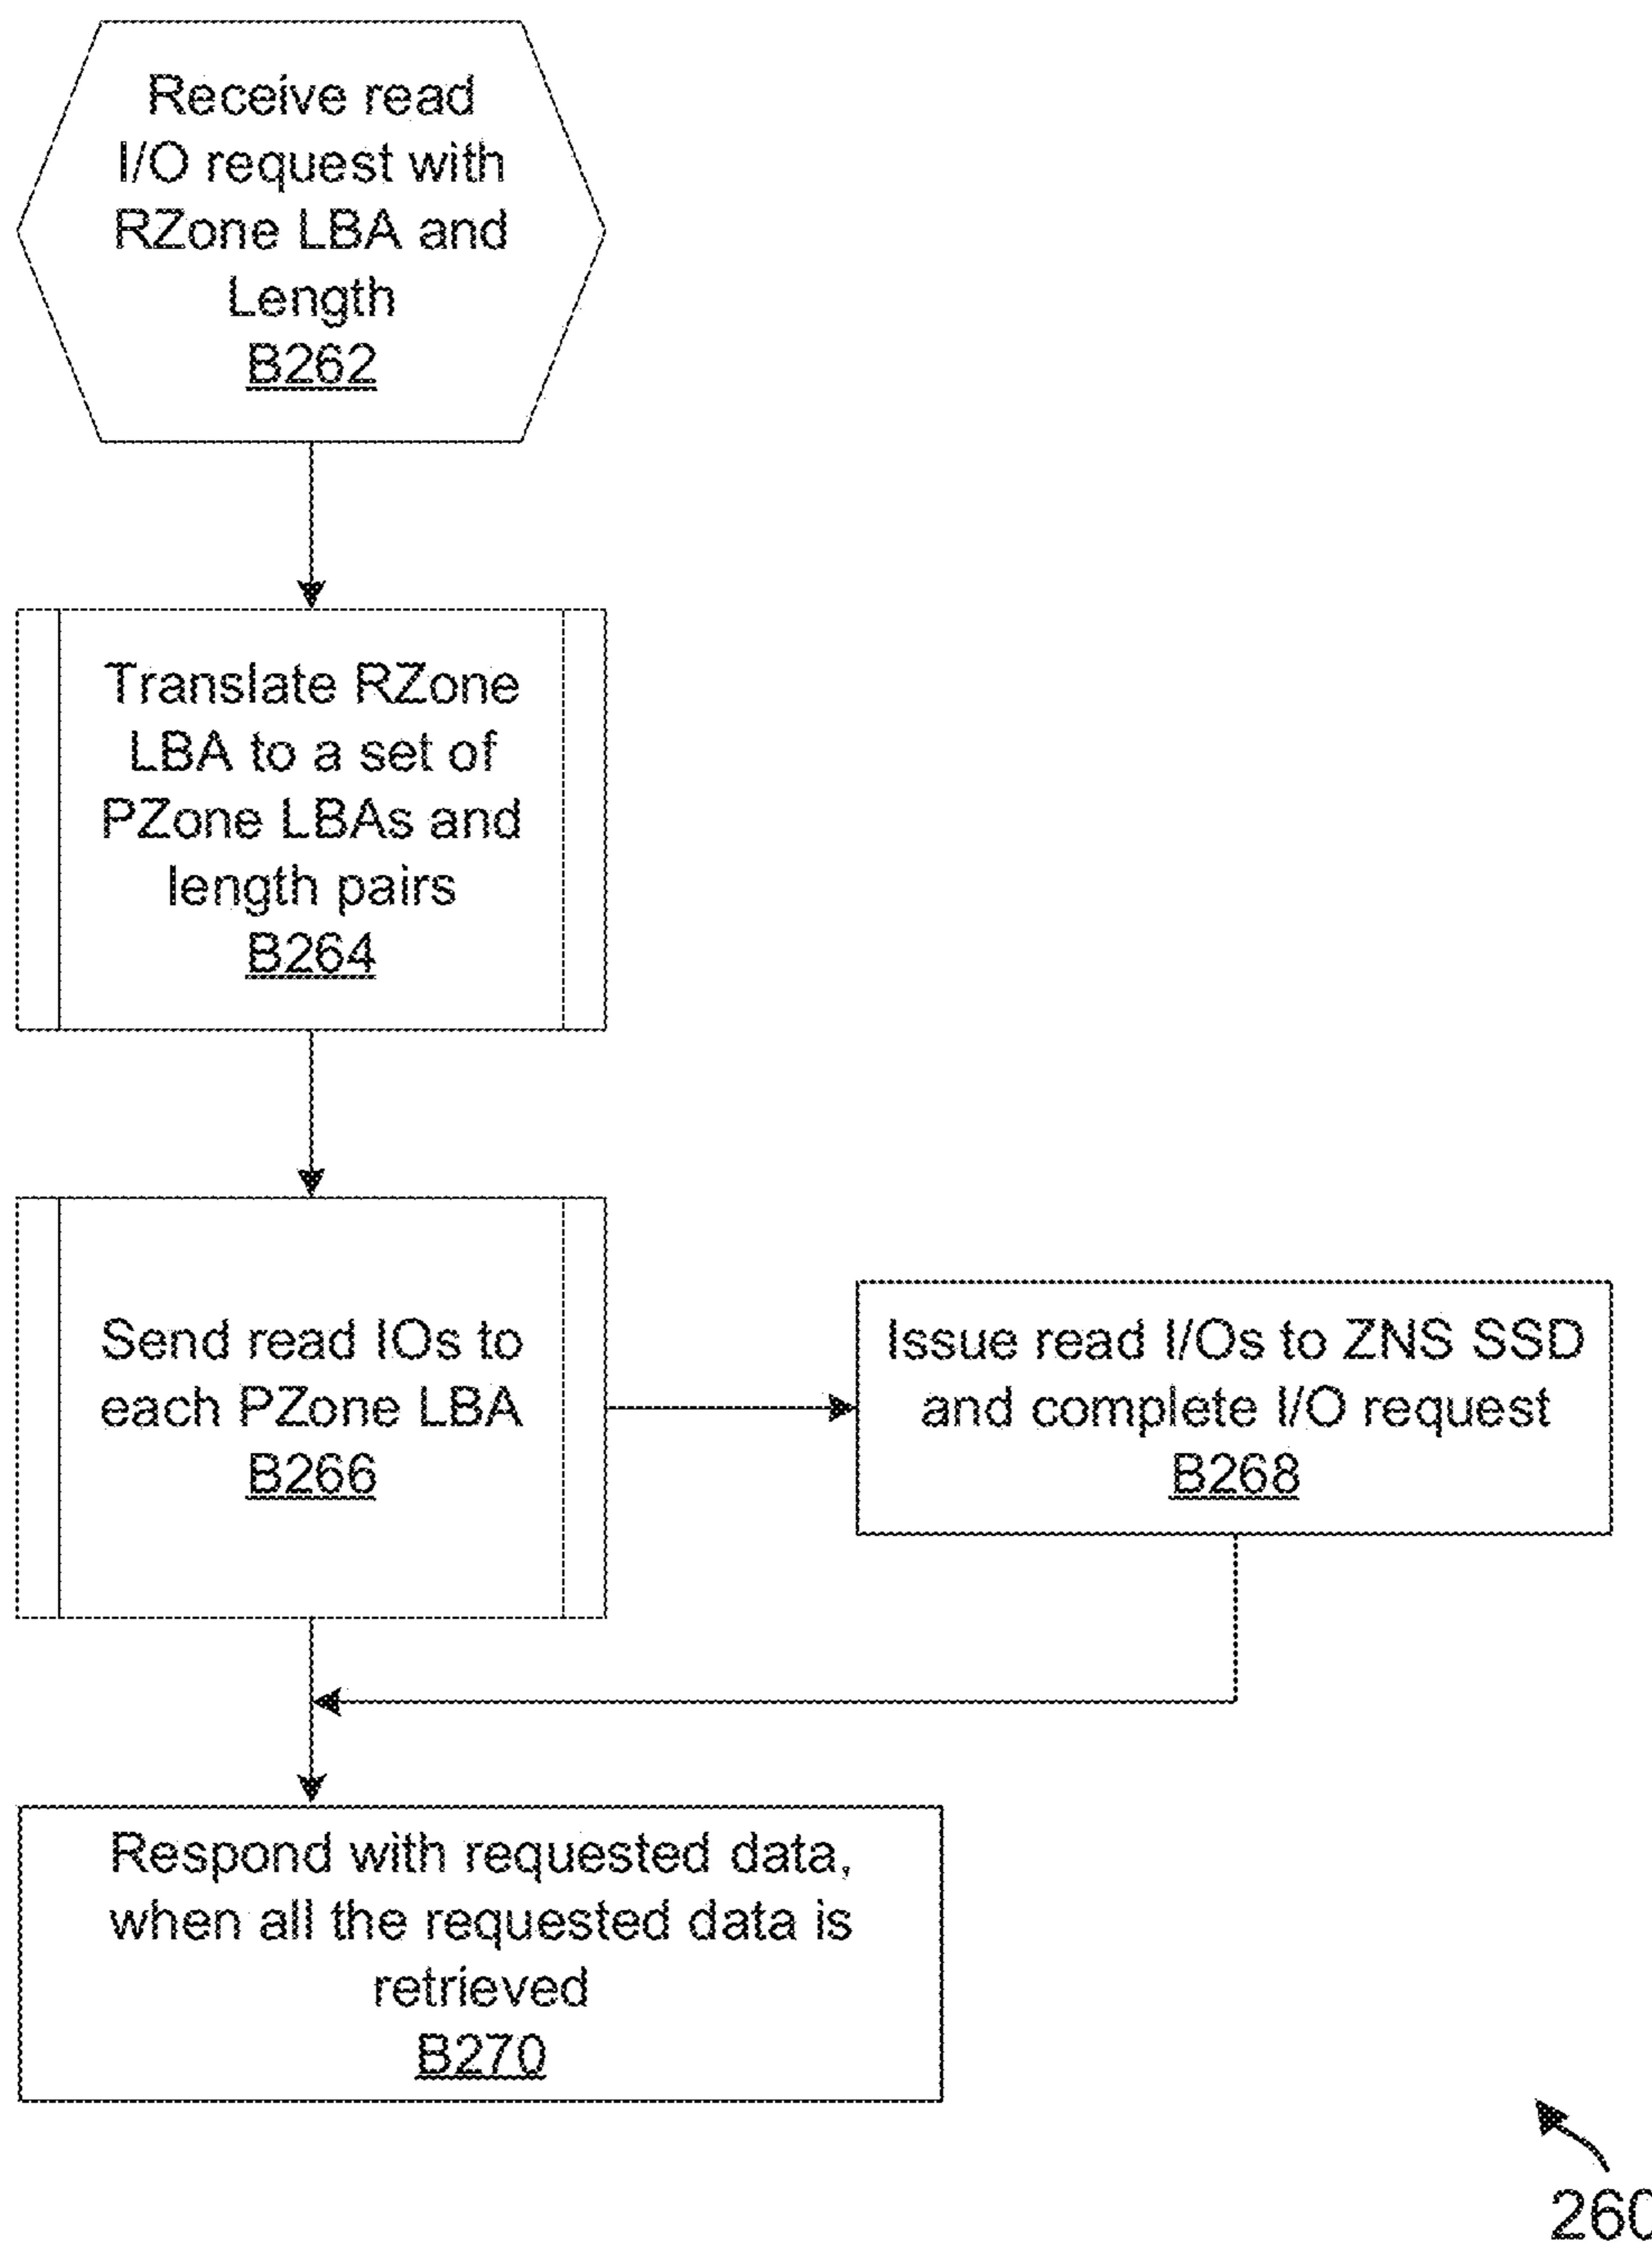 Receive read
I/O request with
RZone LBA and
Length
B262
Translate RZone
LBA to a set of
PZone LBAs and
length pairs
B264
Send read IOs to
each PZone LBA
B266
Issue read I/Os to ZNS SSD
and complete I/O request
B268
Respond with requested data,
when all the requested data is
retrieved
B270
260